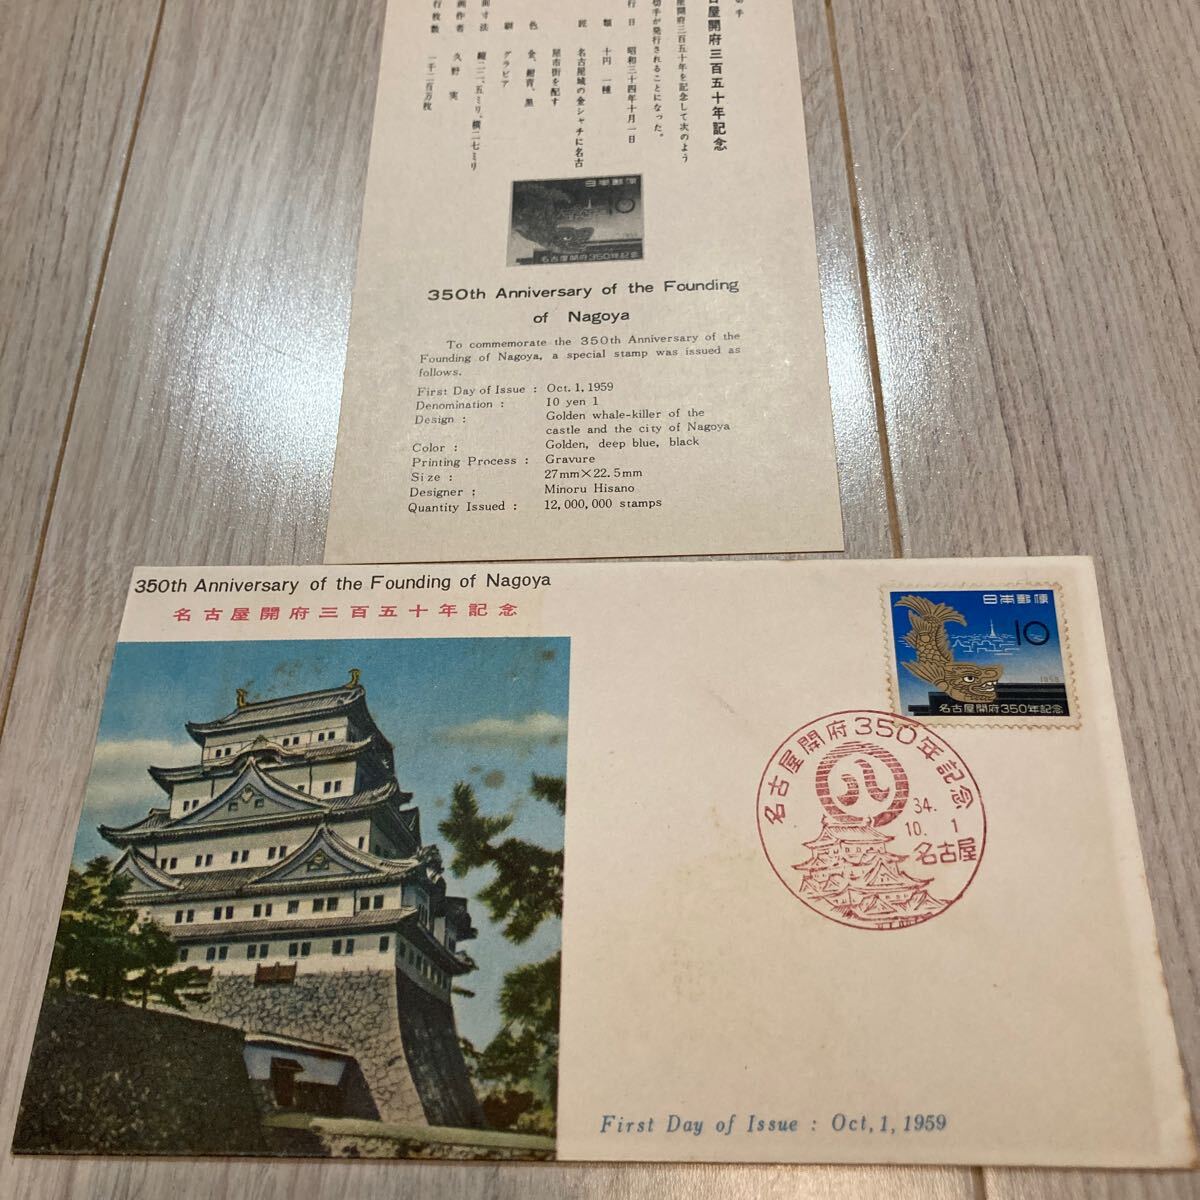 切手
屋開府三百五十年記念
屋開府三百五十年を記念して次のよう
切手が発行されることになった。
行日 昭和三十四年十月一日
類 十円 一種
匠 名古屋城の金シャチに名古
屋市街を配す
色 金、紺青、黒
刷 グラビア
面寸法 縦二二、五ミリ、横二七ミリ
画作者 久野 実
行枚数 一千二百万枚
日本郵便
10
名古屋開府350年記念
350th Anniversary of the Founding
of Nagoya
To commemorate the 350th Anniversary of the
Founding of Nagoya, a special stamp was issued as
follows.
First Day of Issue : Oct. 1, 1959
Denomination : 10 yen 1
Design : Golden whale-killer of the
castle and the city of Nagoya
Color : Golden, deep blue, black
Printing Process : Gravure
Size : 27mm×22.5mm
Designer ; Minoru Hisano
Quantity Issued : 12,000,000 stamps
350th Anniversary of the Founding of Nagoya
名古屋開府三百五十年記念
日本郵便
10
1959
名古屋開府350年記念
名古屋開府350年記念
34.
10. 1
名古屋
First Day of Issue : Oct, 1, 1959